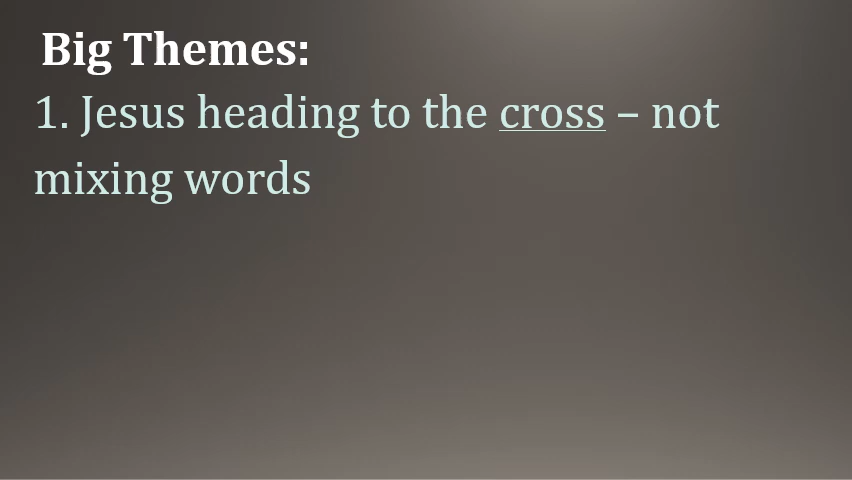 Big Themes:
1. Jesus heading to the cross – not
mixing words